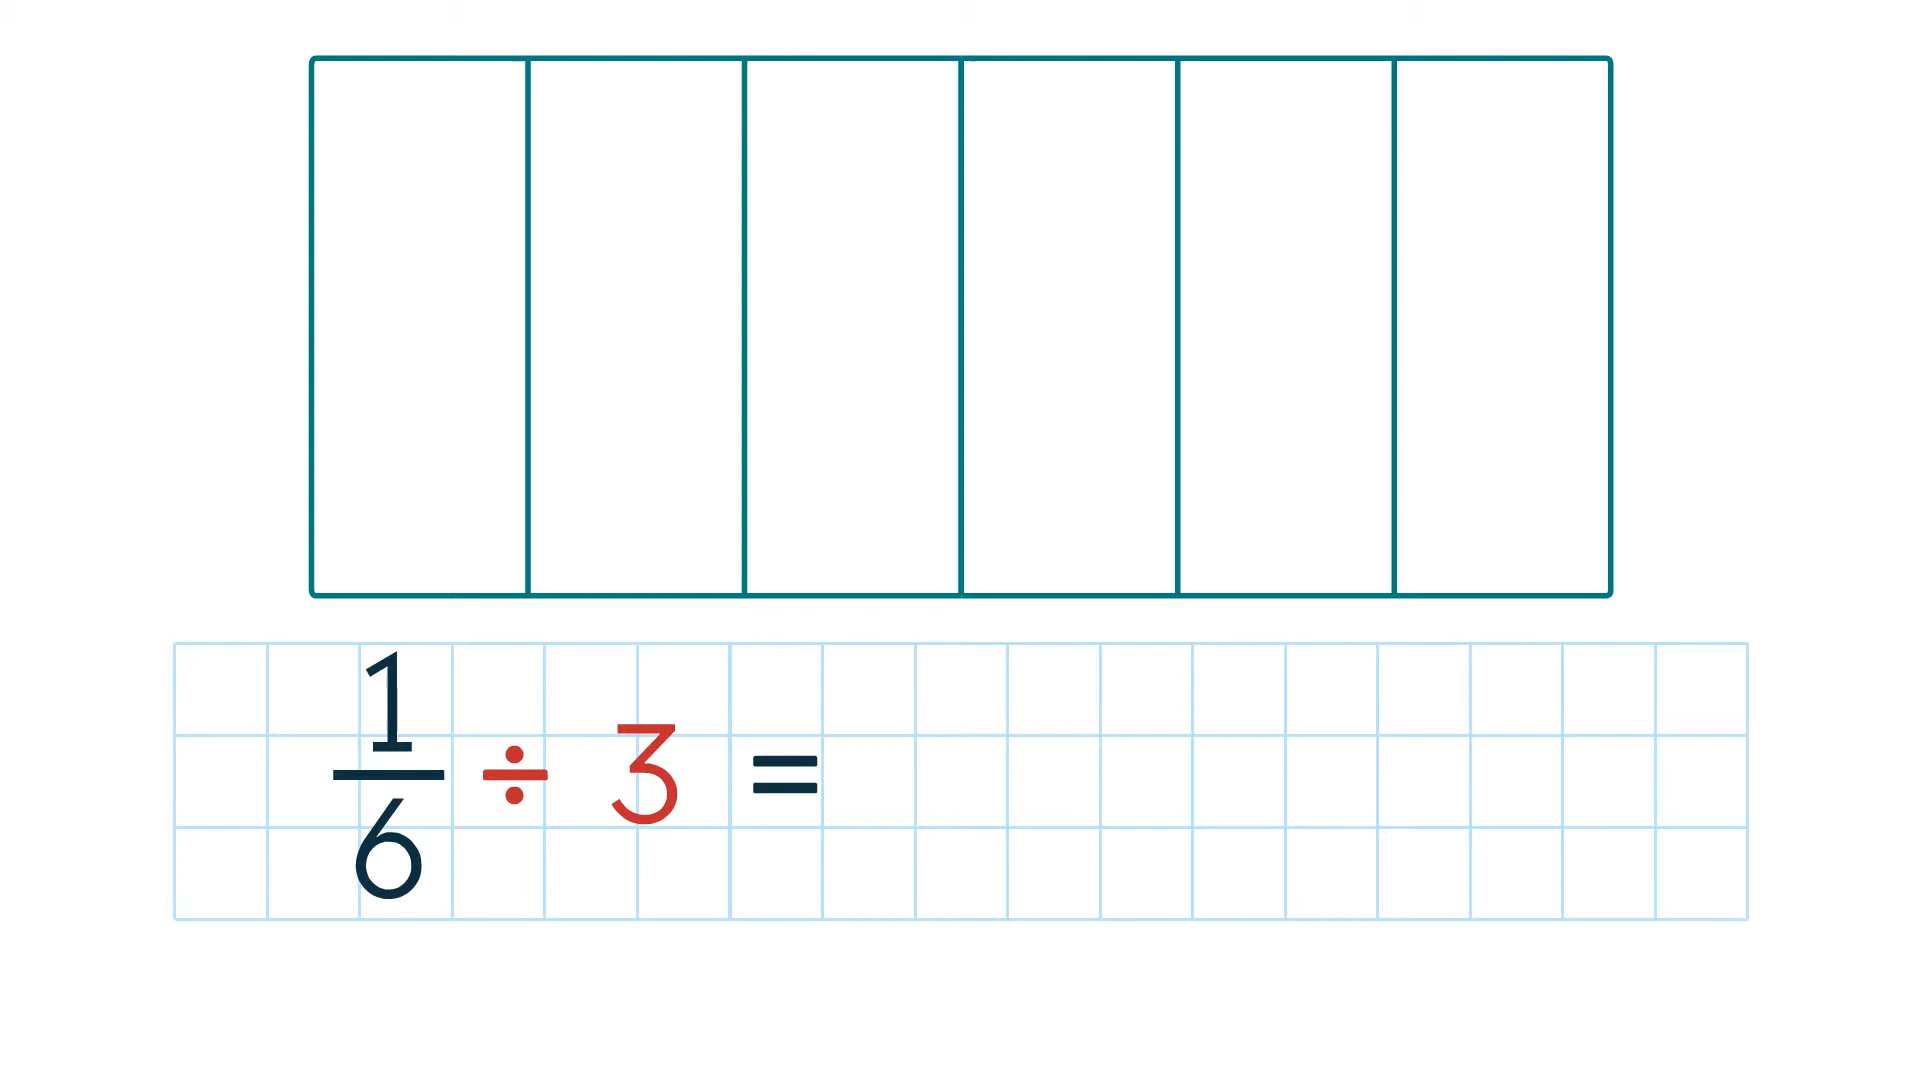 1/6 ÷ 3 =